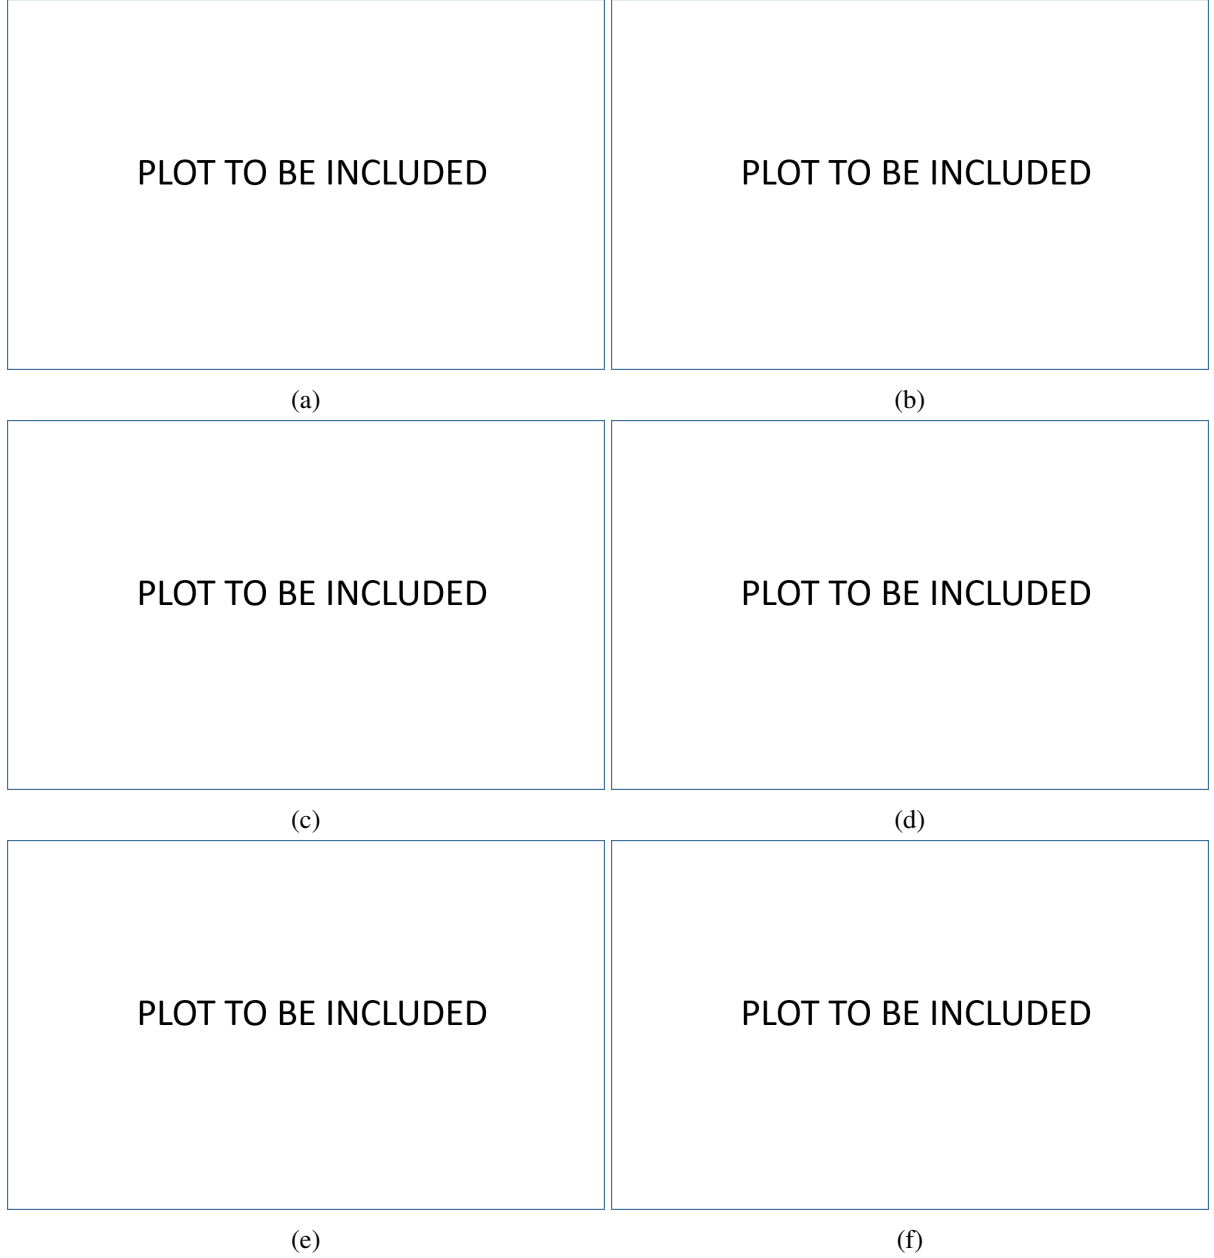 PLOT TO BE INCLUDED
PLOT TO BE INCLUDED
(a)
(b)
PLOT TO BE INCLUDED
PLOT TO BE INCLUDED
(c)
(d)
PLOT TO BE INCLUDED
PLOT TO BE INCLUDED
(e)
(f)